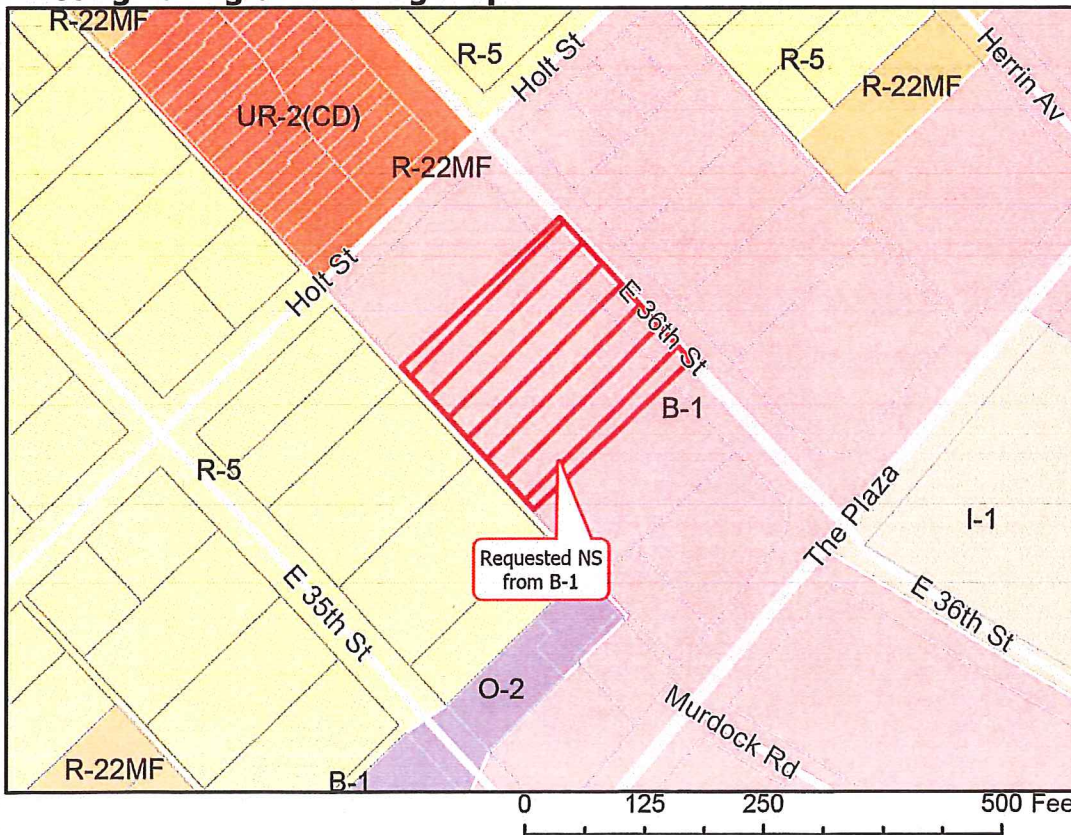 R-22MF
R-5
Holt St
R-5
Herrin Av
R-22MF
UR-2(CD)
R-22MF
Holt St
E 36th St
B-1
R-5
The Plaza
I-1
Requested NS
from B-1
E 35th St
E 36th St
O-2
Murdock Rd
R-22MF
B-1
0 125 250 500 Fee